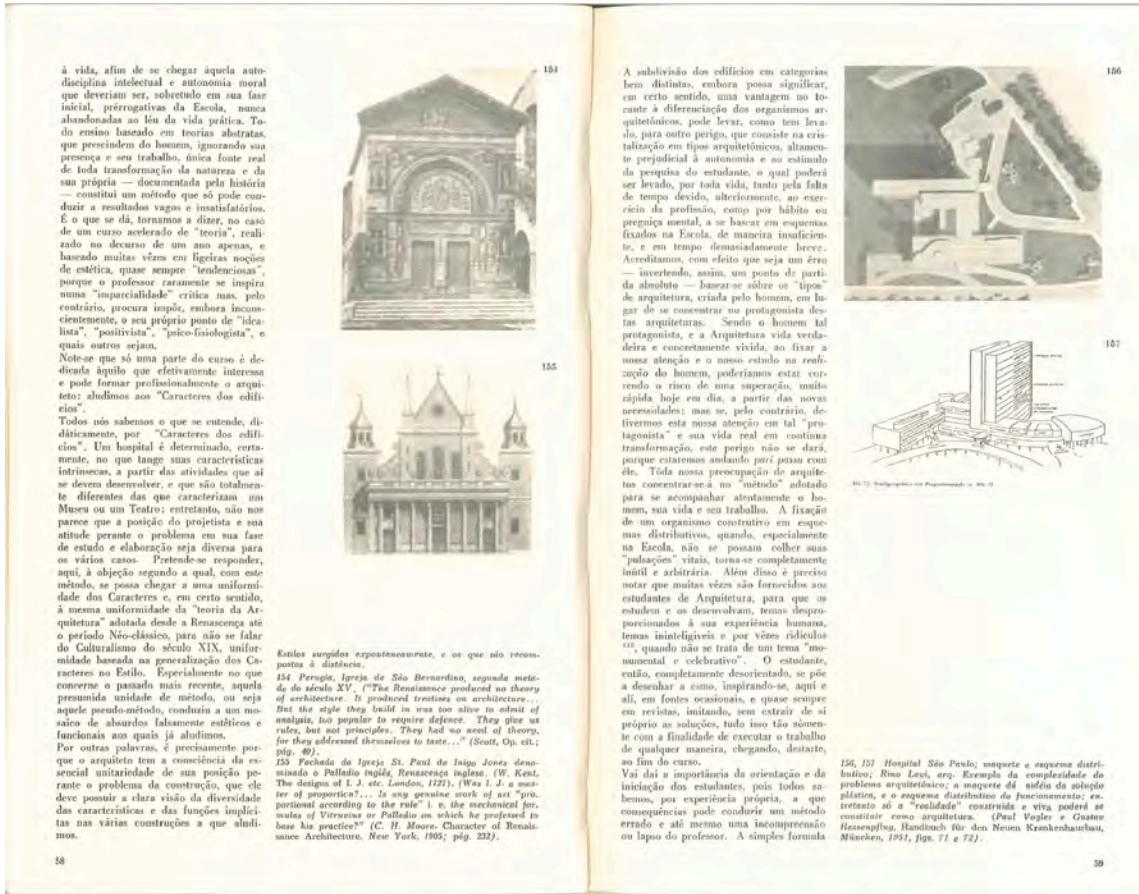 à vida, afim de se chegar àquela auto-
disciplina intelectual e autonomia moral
que deveriam ser, sobretudo em sua fase
inicial, prérrogativas da Escola, nunca
abandonadas ao léu da vida prática. To-
do ensino baseado em teorias abstratas,
que prescindem do homem, ignorando sua
presença e seu trabalho, única fonte real
de toda transformação da natureza e da
sua própria — documentada pela história
— constitui um método que só pode con-
duzir a resultados vagos e insatisfatórios.
É o que se dá, tornamos a dizer, no caso
de um curso acelerado de "teoria", reali-
zado no decurso de um ano apenas, e
baseado muitas vêzes em ligeiras noções
de estética, quase sempre "tendenciosas",
porque o professor raramente se inspira
numa "imparcialidade" crítica mas, pelo
contrário, procura impôr, embora incons-
cientemente, o seu próprio ponto de "idea-
lista", "positivista", "psico-fisiologista", e
quais outros sejam.
Note-se que só uma parte do curso é de-
dicada àquilo que efetivamente interessa
e pode formar profissionalmente o arqui-
teto: aludimos aos "Caracteres dos edifí-
cios".
Todos nós sabemos o que se entende, di-
dàticamente, por "Caracteres dos edifí-
cios". Um hospital é determinado, certa-
mente, no que tange suas características
intrínsecas, a partir das atividades que aí
se devem desenvolver, e que são totalmen-
te diferentes das que caracterizam um
Museu ou um Teatro; entretanto, não nos
parece que a posição do projetista e sua
atitude perante o problema em sua fase
de estudo e elaboração seja diversa para
os vários casos. Pretende-se responder,
aqui, à objeção segundo a qual, com este
método, se possa chegar a uma uniformi-
dade dos Caracteres e, em certo sentido,
à mesma uniformidade da "teoria da Ar-
quitetura" adotada desde a Renascença até
o período Néo-clássico, para não se falar
do Culturalismo do século XIX, unifor-
midade baseada na generalização dos Ca-
racteres no Estilo. Especialmente no que
concerne o passado mais recente, aquela
presumida unidade de método, ou seja
aquele pseudo-método, conduziu a um mo-
saico de absurdos falsamente estéticos e
funcionais aos quais já aludimos.
Por outras palavras, é precisamente por-
que o arquiteto tem a consciência da es-
sencial unitariedade de sua posição pe-
rante o problema da construção, que ele
deve possuir a clara visão da diversidade
das características e das funções implíci-
tas nas várias construções a que aludi-
mos.
58
154
155
Estilos surgidos expontaneamente, e os que são recom-
postos à distância.
154 Perugia, Igreja de São Bernardino, segunda meta-
de do século XV. ("The Renaissance produced no theory
of architecture. It produced treatises on architecture...
But the style they build in was too alive to admit of
analysis, too popular to require defence. They give us
rules, but not principles. They had no need of theory,
for they addressed themselves to taste..." (Scott, Op. cit.;
pág. 40).
155 Fachada da Igreja St. Paul de Inigo Jones deno-
minado o Palladio inglês, Renascença inglesa. (W. Kent,
The designs of I. J. etc. London, 1727). (Was I. J. a mas-
ter of proportion?... Is any genuine work of art "pro-
portional according to the rule" i. e. the mechanical for-
mulas of Vitruvius or Palladio on which he professed to
base his practice?" (C. H. Moore. Character of Renais-
sance Architecture. New York, 1905; pág. 232).
A subdivisão dos edifícios em categorias
bem distintas, embora possa significar,
em certo sentido, uma vantagem no to-
cante à diferenciação dos organismos ar-
quitetônicos, pode levar, como tem leva-
do, para outro perigo, que consiste na cris-
talização em tipos arquitetônicos, altamen-
te prejudicial à autonomia e ao estímulo
da pesquisa do estudante, o qual poderá
ser levado, por toda vida, tanto pela falta
de tempo devido, ulteriormente, ao exer-
cício da profissão, como por hábito ou
preguiça mental, a se basear em esquemas
fixados na Escola, de maneira insuficien-
te, e em tempo demasiadamente breve.
Acreditamos, com efeito que seja um êrro
— invertendo, assim, um ponto de parti-
da absoluto — basear-se sôbre os "tipos"
de arquitetura, criada pelo homem, em lu-
gar de se concentrar no protagonista des-
tas arquiteturas. Sendo o homem tal
protagonista, e a Arquitetura vida verda-
deira e concretamente vivida, ao fixar a
nossa atenção e o nosso estudo na reali-
zação do homem, poderiamos estar cor-
rendo o risco de uma superação, muito
rápida hoje em dia, a partir das novas
necessidades; mas se, pelo contrário, de-
tivermos esta nossa atenção em tal "pro-
tagonista" e sua vida real em continua
transformação, este perigo não se dará,
porque estaremos andando pari passu com
êle. Tôda nossa preocupação de arquite-
tos concentrar-se-á no "método" adotado
para se acompanhar atentamente o ho-
mem, sua vida e seu trabalho. A fixação
de um organismo construtivo em esque-
mas distributivos, quando, especialmente
na Escola, não se possam colher suas
"pulsações" vitais, torna-se completamente
inútil e arbitrária. Além disso é preciso
notar que muitas vêzes são fornecidos aos
estudantes de Arquitetura, para que os
estudem e os desenvolvam, temas despro-
porcionados à sua experiência humana,
temas ininteligiveis e por vêzes ridículos
, quando não se trata de um tema "mo-
numental e celebrativo". O estudante,
então, completamente desorientado, se põe
a desenhar a esmo, inspirando-se, aqui e
ali, em fontes ocasionais, e quase sempre
em revistas, imitando, sem extrair de si
próprio as soluções, tudo isso tão sòmen-
te com a finalidade de executar o trabalho
de qualquer maneira, chegando, destarte,
ao fim do curso.
Vai daí a importância da orientação e da
iniciação dos estudantes, pois todos sa-
bemos, por experiência própria, a que
consequências pode conduzir um método
errado e até mesmo uma incompreensão
ou lapso do professor. A simples formula
156
157
156, 157 Hospital São Paulo; maquete e esquema distri-
butivo; Rino Levi, arq. Exemplo da complexidade do
problema arquitetônico; a maquete dá idéia da solução
plástica, e o esquema distributivo do funcionamento; en-
tretanto só a "realidade" construida e viva poderá se
constituir como arquitetura. (Paul Vogler e Gustav
Hassenpflug, Handbuch für den Neuen Krankenhausbau,
München, 1951, figs. 71 e 72).
59